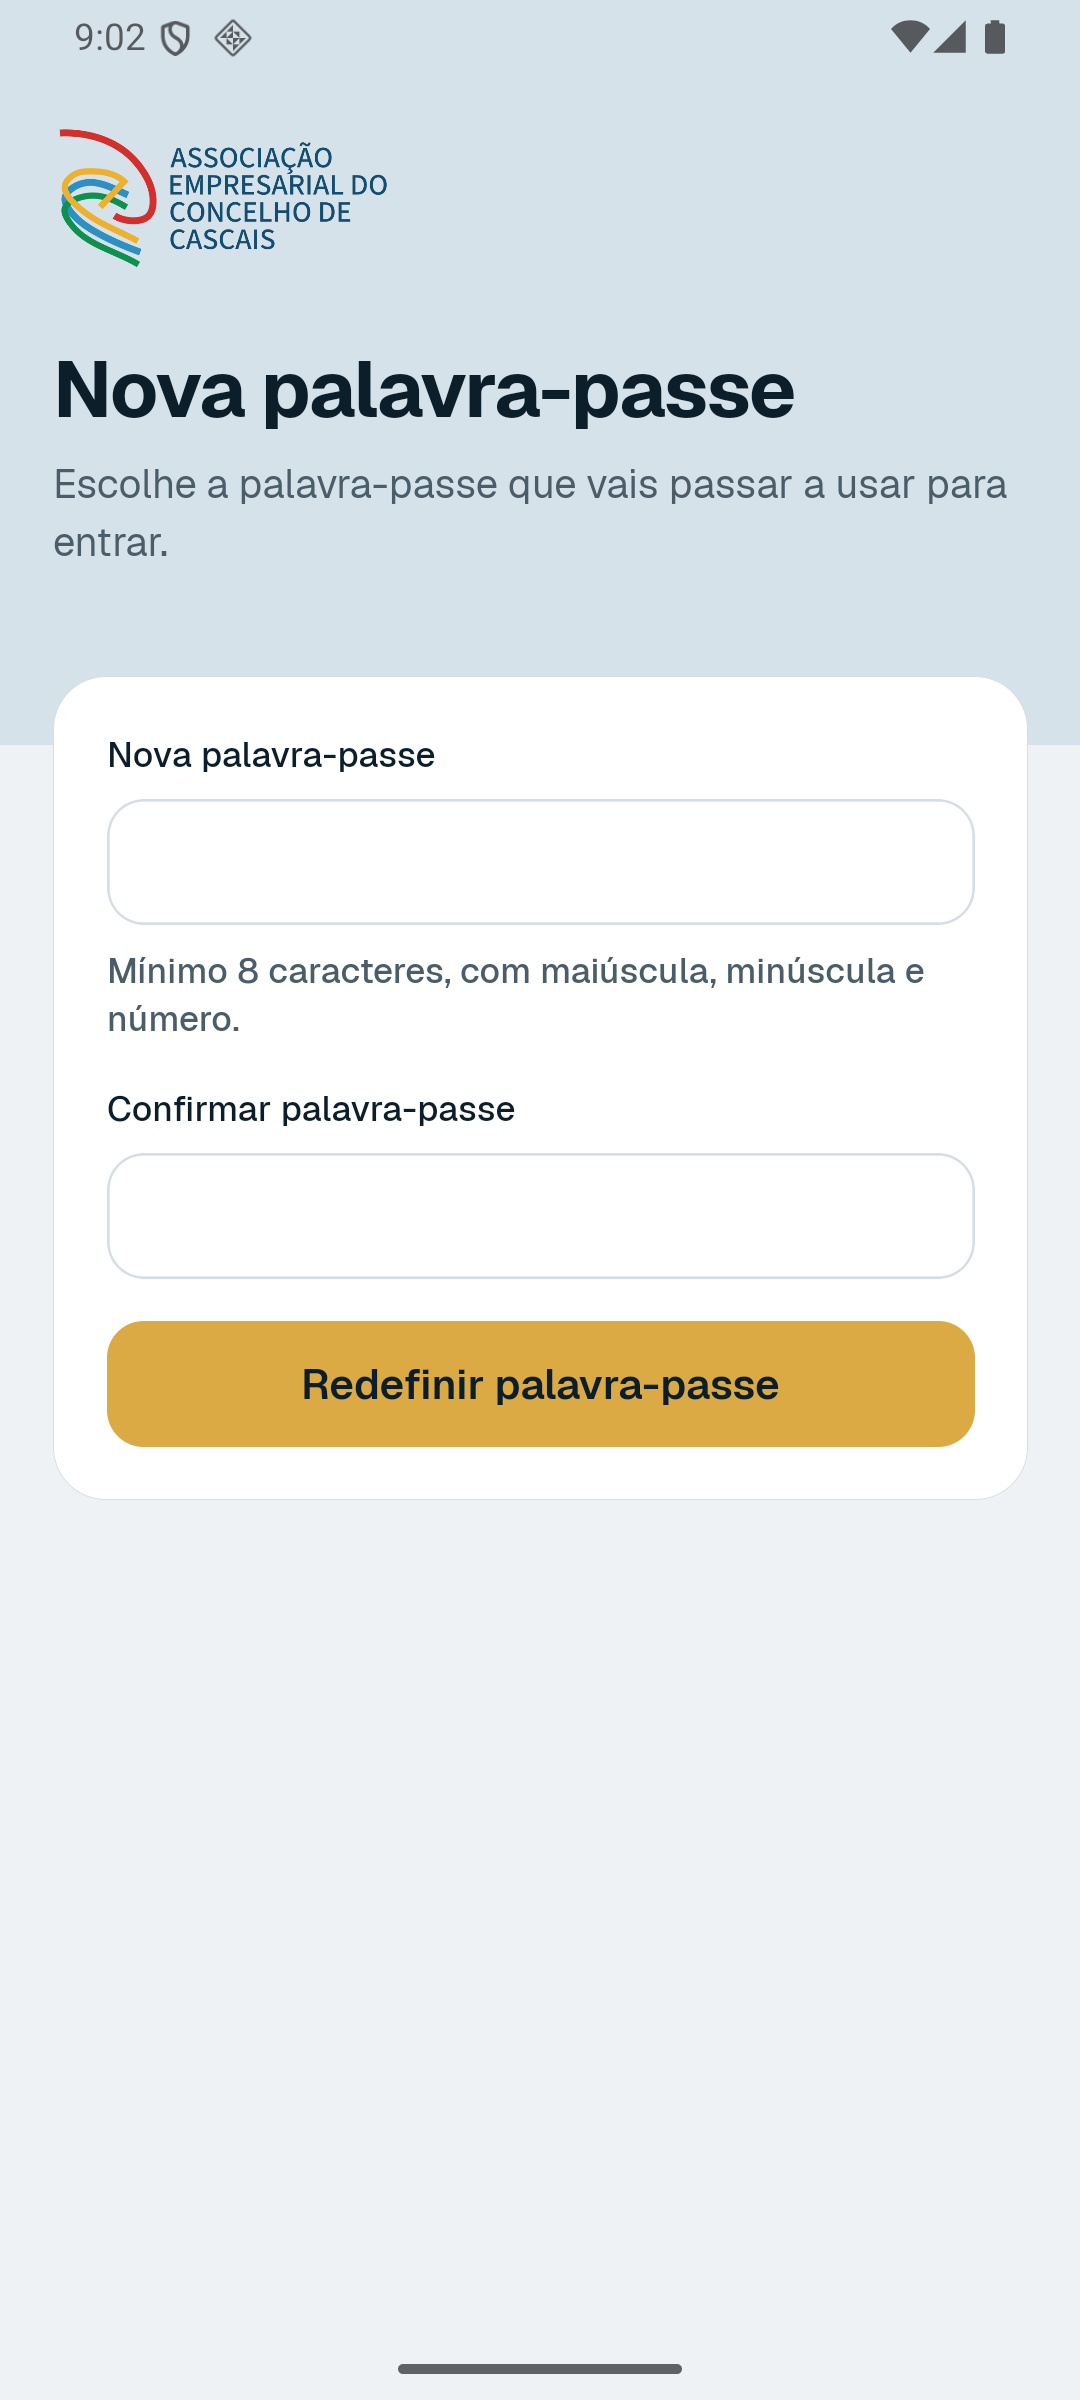 9:02
ASSOCIAÇÃO
EMPRESARIAL DO
CONCELHO DE
CASCAIS
Nova palavra-passe
Escolhe a palavra-passe que vais passar a usar para
entrar.
Nova palavra-passe
Mínimo 8 caracteres, com maiúscula, minúscula e
número.
Confirmar palavra-passe
Redefinir palavra-passe